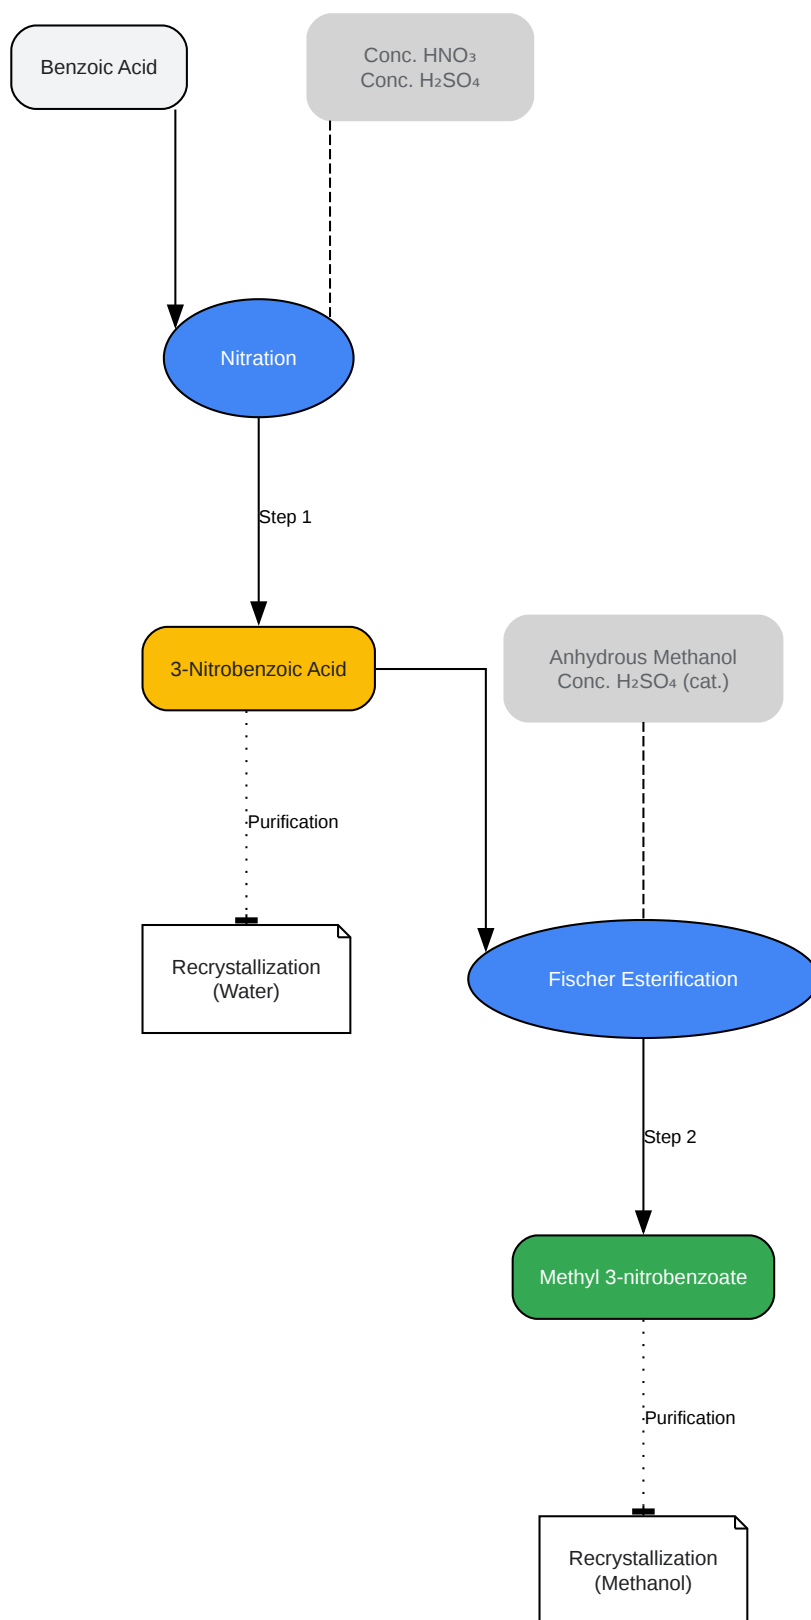 Benzoic Acid
Conc. HNO₃
Conc. H₂SO₄
Nitration
Step 1
3-Nitrobenzoic Acid
Anhydrous Methanol
Conc. H₂SO₄ (cat.)
Purification
Recrystallization
(Water)
Fischer Esterification
Step 2
Methyl 3-nitrobenzoate
Purification
Recrystallization
(Methanol)